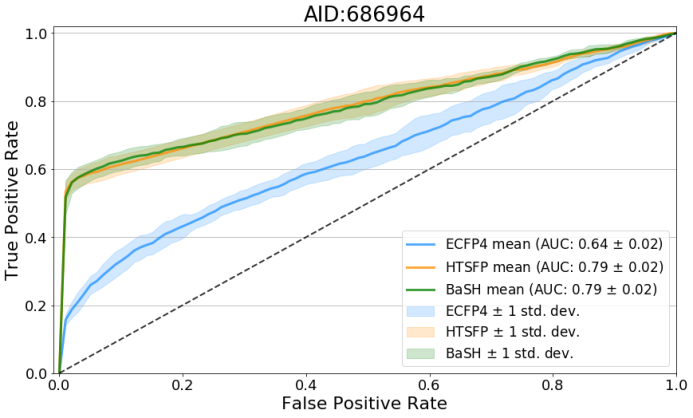 AID:686964
1.0
0.8
0.6
0.4
0.2
0.0
True Positive Rate
ECFP4 mean (AUC: 0.64 ± 0.02)
HTSFP mean (AUC: 0.79 ± 0.02)
BaSH mean (AUC: 0.79 ± 0.02)
ECFP4 ± 1 std. dev.
HTSFP ± 1 std. dev.
BaSH ± 1 std. dev.
0.0 0.2 0.4 0.6 0.8 1.0
False Positive Rate